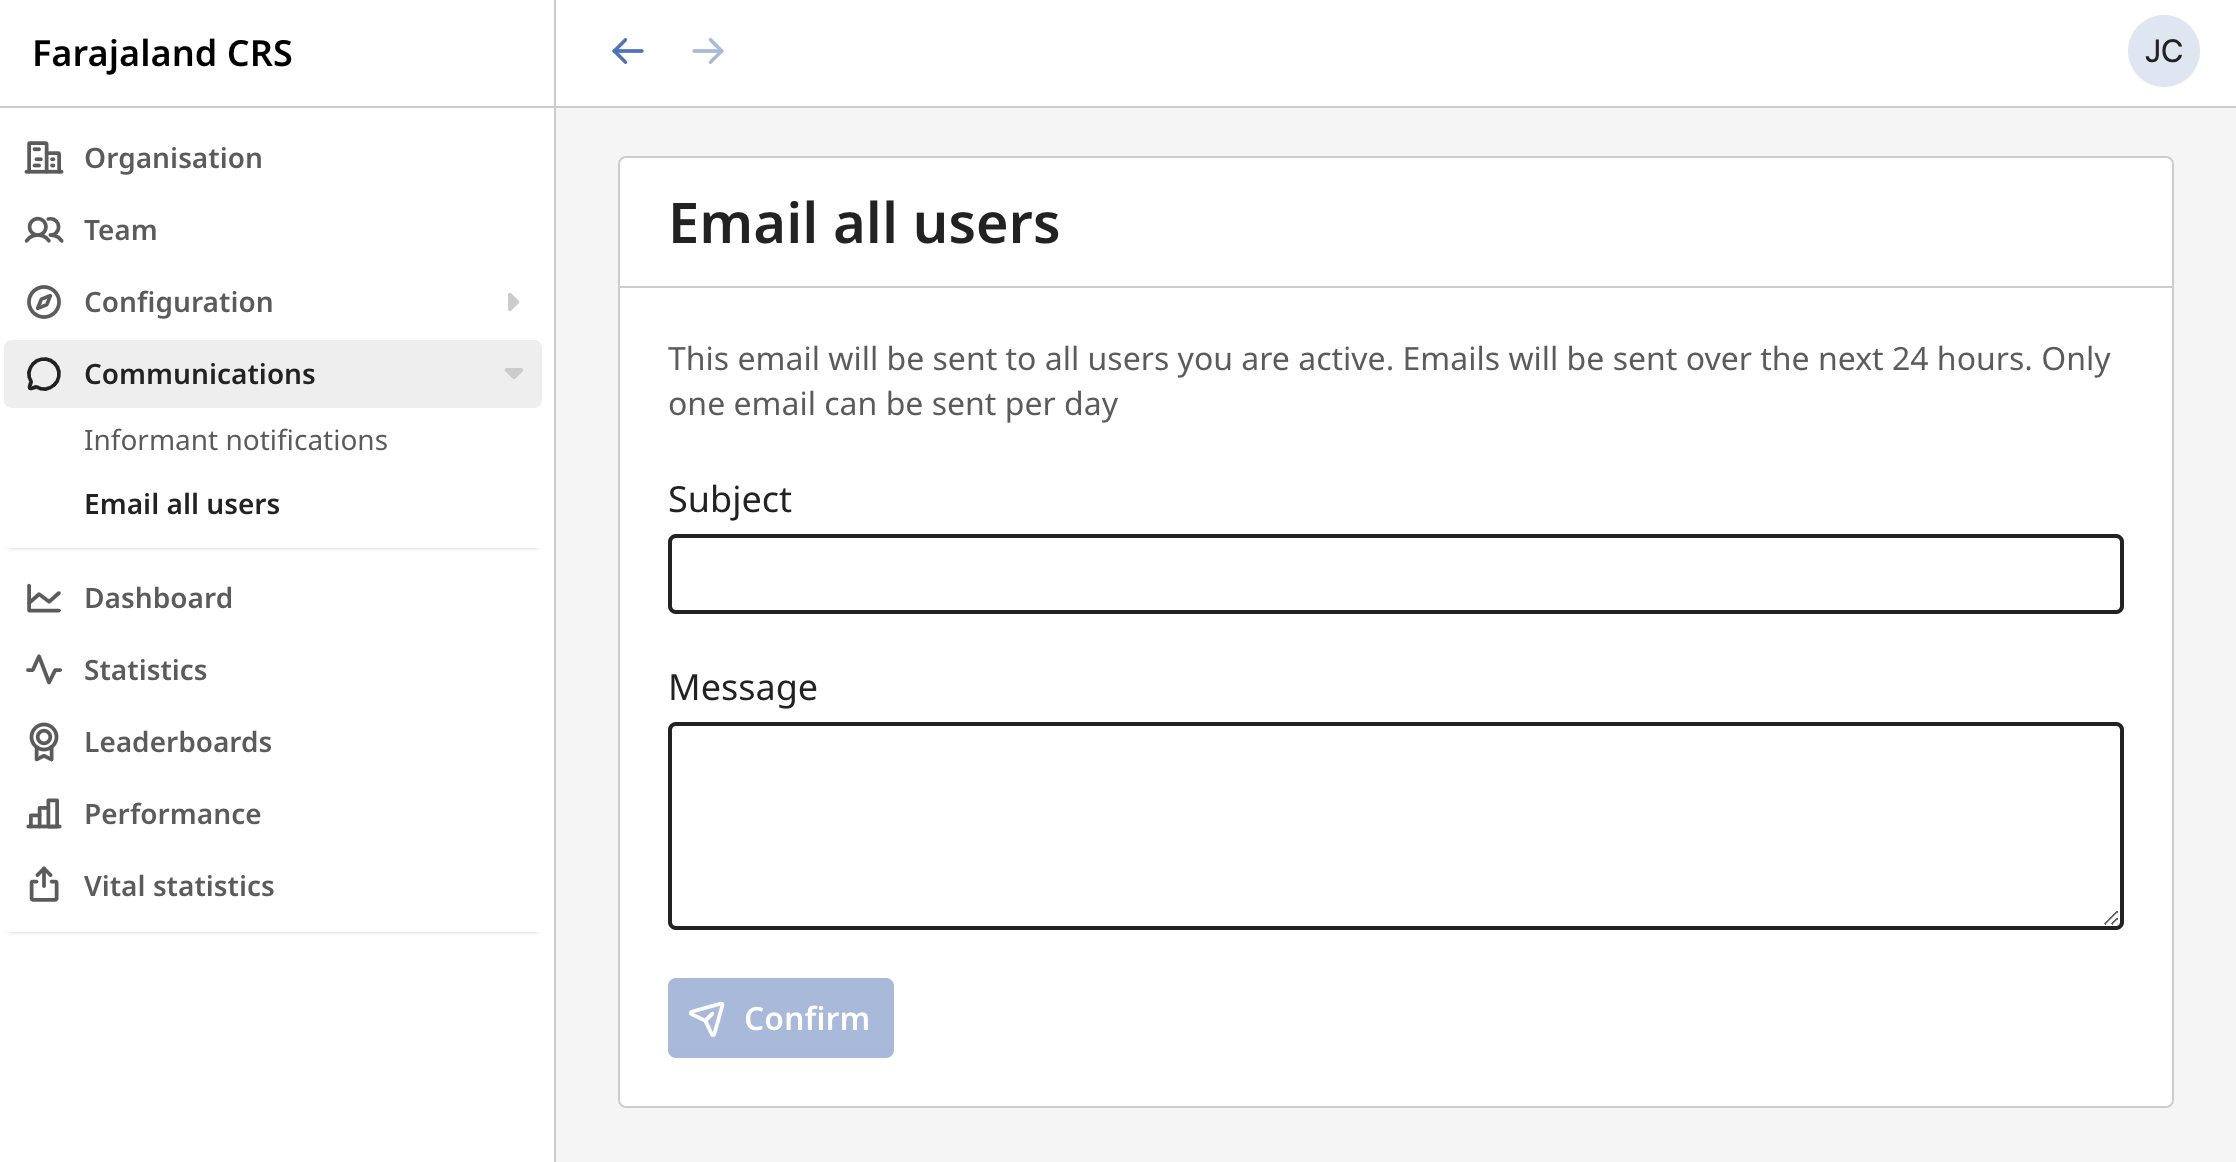 Farajaland CRS
JC
Organisation
Team
Configuration
Communications
Informant notifications
Email all users
Dashboard
Statistics
Leaderboards
Performance
Vital statistics
Email all users
This email will be sent to all users you are active. Emails will be sent over the next 24 hours. Only
one email can be sent per day
Subject
Message
Confirm